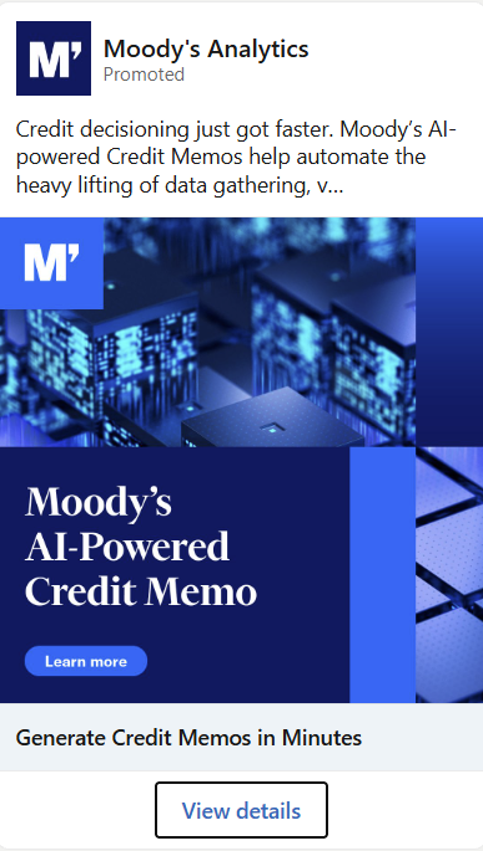 M’
Moody's Analytics
Promoted
Credit decisioning just got faster. Moody’s AI-
powered Credit Memos help automate the
heavy lifting of data gathering, v...
M’
Moody’s
AI-Powered
Credit Memo
Learn more
Generate Credit Memos in Minutes
View details